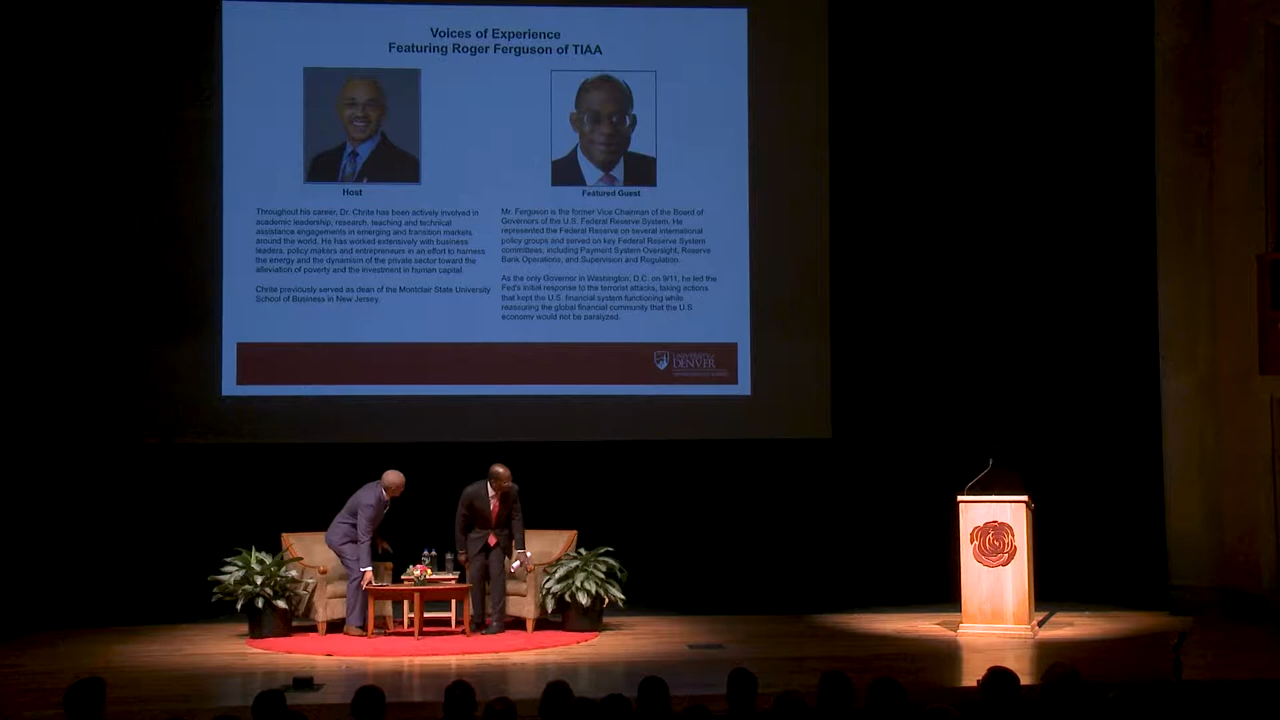 Voices of Experience
Featuring Roger Ferguson of TIAA
Host
Throughout his career, Dr. Chrite has been actively involved in
academic leadership, research, teaching and technical
assistance engagements in emerging and transition markets
around the world. He has worked extensively with business
leaders, policy makers and entrepreneurs in an effort to harness
the energy and the dynamism of the private sector toward the
alleviation of poverty and the investment in human capital.
Chrite previously served as dean of the Montclair State University
School of Business in New Jersey.
Featured Guest
Mr. Ferguson is the former Vice Chairman of the Board of
Governors of the U.S. Federal Reserve System. He
represented the Federal Reserve on several international
policy groups and served on key Federal Reserve System
committees, including Payment System Oversight, Reserve
Bank Operations, and Supervision and Regulation.
As the only Governor in Washington, D.C. on 9/11, he led the
Fed's initial response to the terrorist attacks, taking actions
that kept the U.S. financial system functioning while
reassuring the global financial community that the U.S.
economy would not be paralyzed.
UNIVERSITY of
DENVER